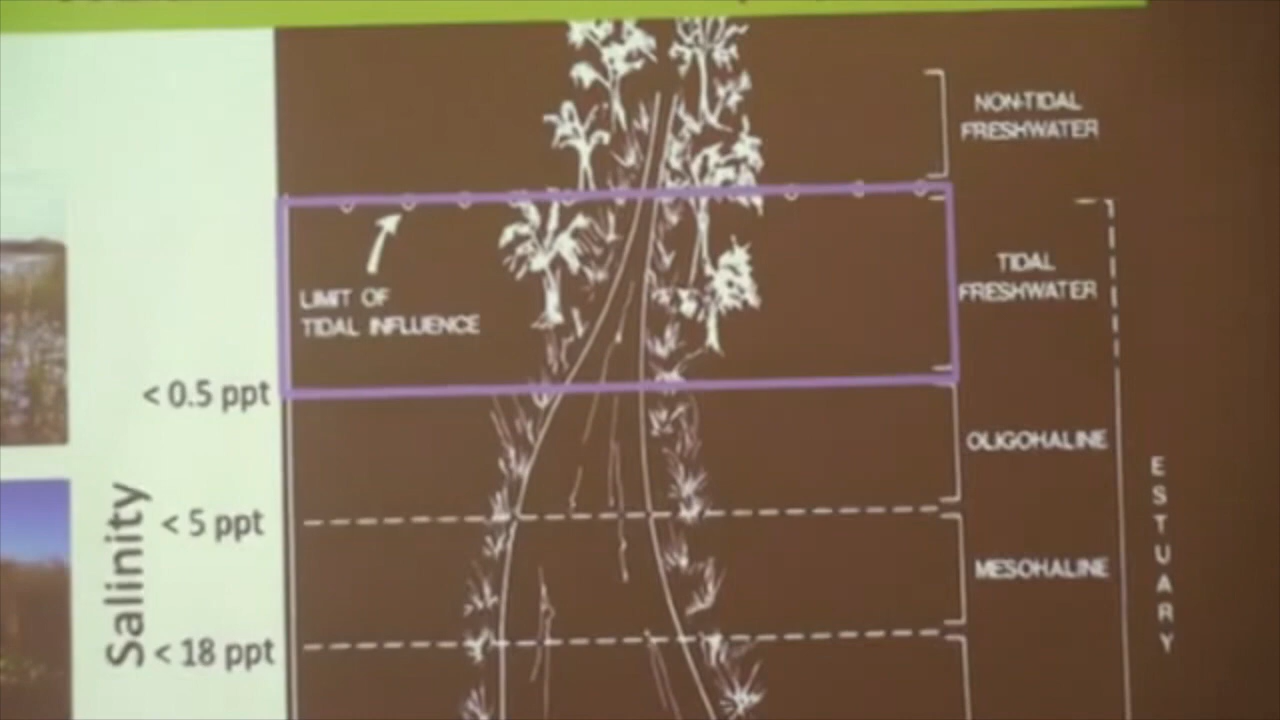 NON-TIDAL
FRESHWATER
LIMIT OF
TIDAL INFLUENCE
TIDAL
FRESHWATER
< 0.5 ppt
OLIGOHALINE
< 5 ppt
MESOHALINE
< 18 ppt
Salinity
ESTUARY